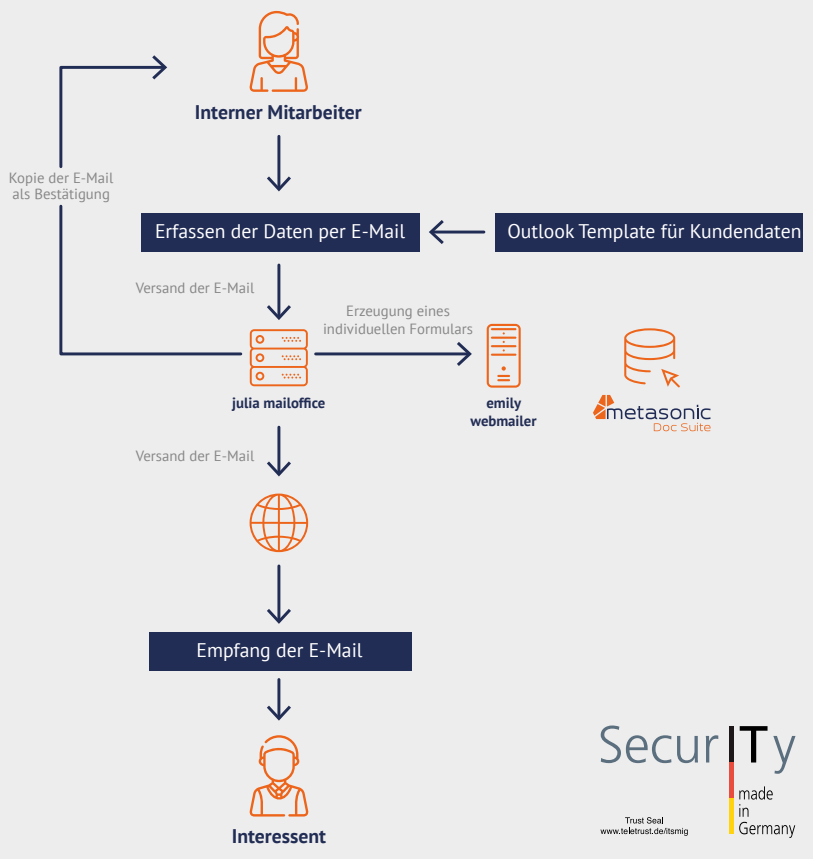 Interner Mitarbeiter
Kopie der E-Mail
als Bestätigung
Erfassen der Daten per E-Mail
Outlook Template für Kundendaten
Versand der E-Mail
Erzeugung eines
individuellen Formulars
julia mailoffice
emily
webmailer
metasonic
Doc Suite
Versand der E-Mail
Empfang der E-Mail
Interessent
SecurITy
made
in
Germany
Trust Seal
www.teletrust.de/itsmig